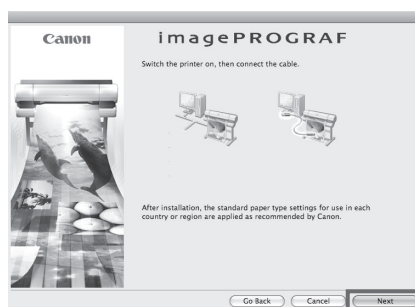 Canon
imagePROGRAF
Switch the printer on, then connect the cable.
After installation, the standard paper type settings for use in each
country or region are applied as recommended by Canon.
Go Back
Cancel
Next